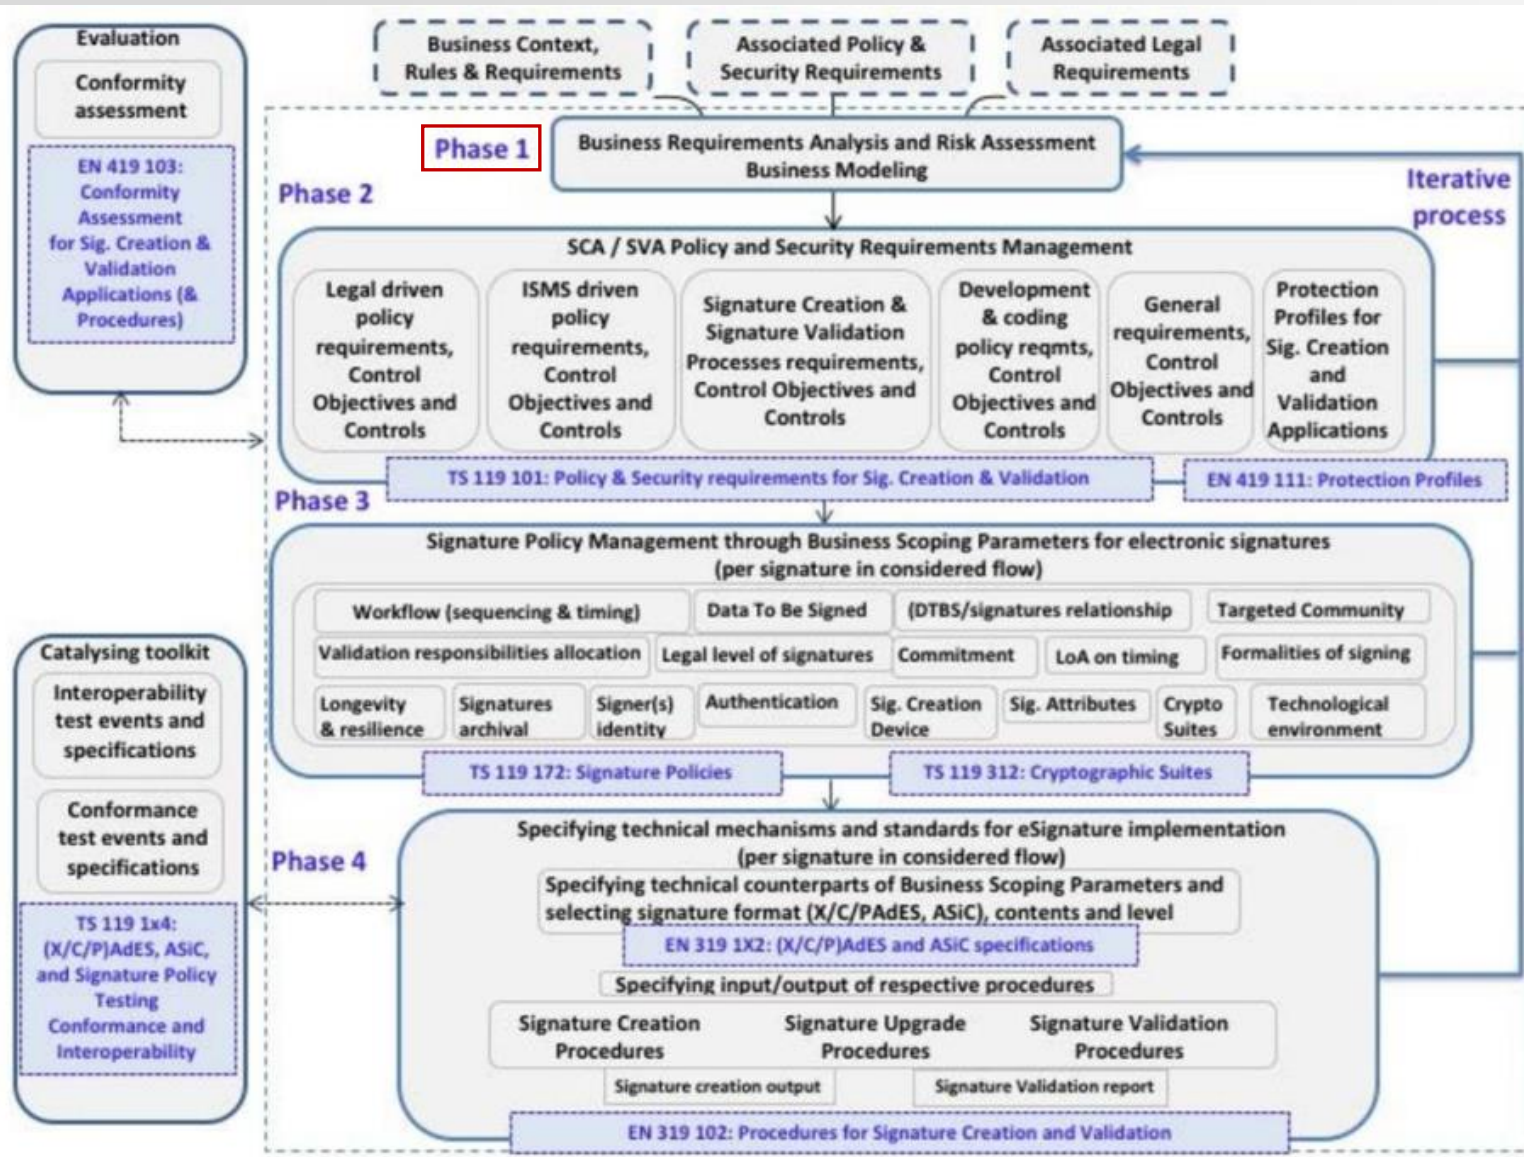 Evaluation
Conformity
assessment
EN 419 103:
Conformity
Assessment
for Sig. Creation &
Validation
Applications (&
Procedures)
Business Context,
Rules & Requirements
Associated Policy &
Security Requirements
Associated Legal
Requirements
Phase 1
Business Requirements Analysis and Risk Assessment
Business Modeling
Iterative
process
Phase 2
SCA / SVA Policy and Security Requirements Management
Legal driven
policy
requirements,
Control
Objectives and
Controls
ISMS driven
policy
requirements,
Control
Objectives and
Controls
Signature Creation &
Signature Validation
Processes requirements,
Control Objectives and
Controls
Development
& coding
policy reqmts,
Control
Objectives and
Controls
General
requirements,
Control
Objectives and
Controls
Protection
Profiles for
Sig. Creation
and
Validation
Applications
TS 119 101: Policy & Security requirements for Sig. Creation & Validation
EN 419 111: Protection Profiles
Phase 3
Signature Policy Management through Business Scoping Parameters for electronic signatures
(per signature in considered flow)
Workflow (sequencing & timing)
Data To Be Signed
(DTBS/signatures relationship
Targeted Community
Validation responsibilities allocation
Legal level of signatures
Commitment
LoA on timing
Formalities of signing
Longevity
& resilience
Signatures
archival
Signer(s)
identity
Authentication
Sig. Creation
Device
Sig. Attributes
Crypto
Suites
Technological
environment
TS 119 172: Signature Policies
TS 119 312: Cryptographic Suites
Catalysing toolkit
Interoperability
test events and
specifications
Conformance
test events and
specifications
TS 119 1x4:
(X/C/P)AdES, ASiC,
and Signature Policy
Testing
Conformance and
Interoperability
Phase 4
Specifying technical mechanisms and standards for eSignature implementation
(per signature in considered flow)
Specifying technical counterparts of Business Scoping Parameters and
selecting signature format (X/C/PAdES, ASiC), contents and level
EN 319 1X2: (X/C/P)AdES and ASiC specifications
Specifying input/output of respective procedures
Signature Creation
Procedures
Signature Upgrade
Procedures
Signature Validation
Procedures
Signature creation output
Signature Validation report
EN 319 102: Procedures for Signature Creation and Validation